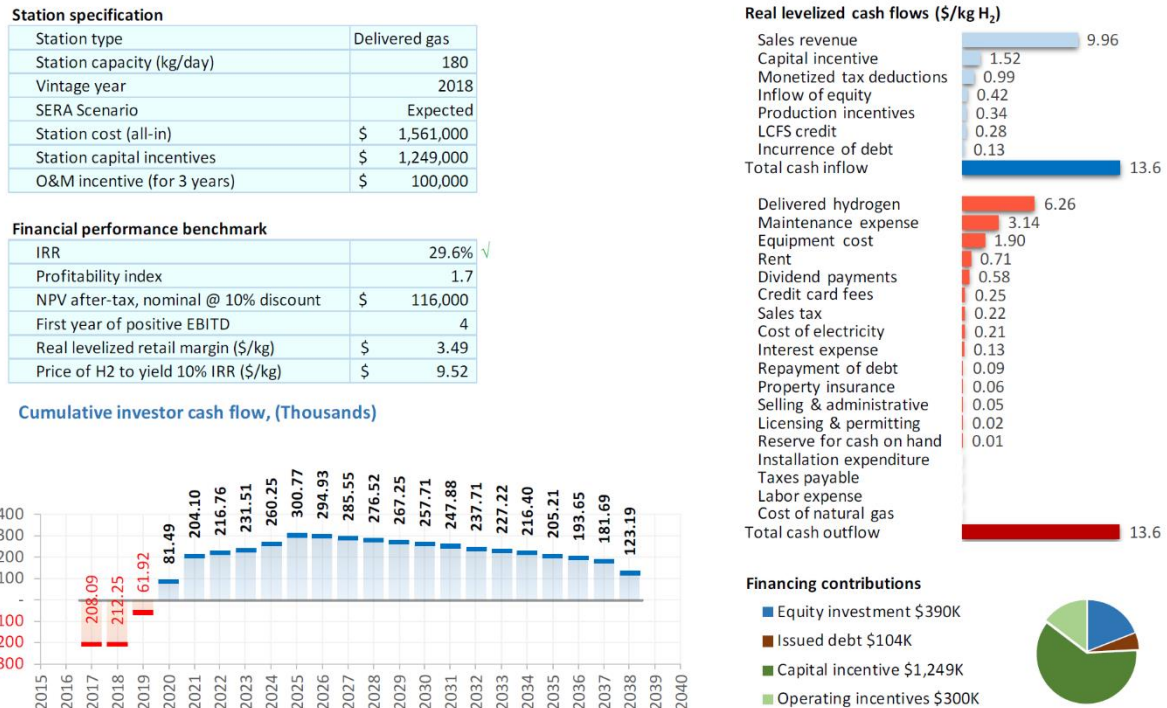 Station specification
Station type Delivered gas
Station capacity (kg/day) 180
Vintage year 2018
SERA Scenario Expected
Station cost (all-in) $ 1,561,000
Station capital incentives $ 1,249,000
O&M incentive (for 3 years) $ 100,000
Financial performance benchmark
IRR 29.6% √
Profitability index 1.7
NPV after-tax, nominal @ 10% discount $ 116,000
First year of positive EBITD 4
Real levelized retail margin ($/kg) $ 3.49
Price of H2 to yield 10% IRR ($/kg) $ 9.52
Cumulative investor cash flow, (Thousands)
208.09 212.25 61.92 81.49 204.10 216.76 231.51 260.25 300.77 294.93 285.55 276.52 267.25 257.71 247.88 237.71 227.22 216.40 205.21 193.65 181.69 123.19
400
300
200
100
-
100
200
300
2015 2016 2017 2018 2019 2020 2021 2022 2023 2024 2025 2026 2027 2028 2029 2030 2031 2032 2033 2034 2035 2036 2037 2038 2039 2040
Real levelized cash flows ($/kg H₂)
Sales revenue 9.96
Capital incentive 1.52
Monetized tax deductions 0.99
Inflow of equity 0.42
Production incentives 0.34
LCFS credit 0.28
Incurrence of debt 0.13
Total cash inflow 13.6
Delivered hydrogen 6.26
Maintenance expense 3.14
Equipment cost 1.90
Rent 0.71
Dividend payments 0.58
Credit card fees 0.25
Sales tax 0.22
Cost of electricity 0.21
Interest expense 0.13
Repayment of debt 0.09
Property insurance 0.06
Selling & administrative 0.05
Licensing & permitting 0.02
Reserve for cash on hand 0.01
Installation expenditure
Taxes payable
Labor expense
Cost of natural gas
Total cash outflow 13.6
Financing contributions
Equity investment $390K
Issued debt $104K
Capital incentive $1,249K
Operating incentives $300K